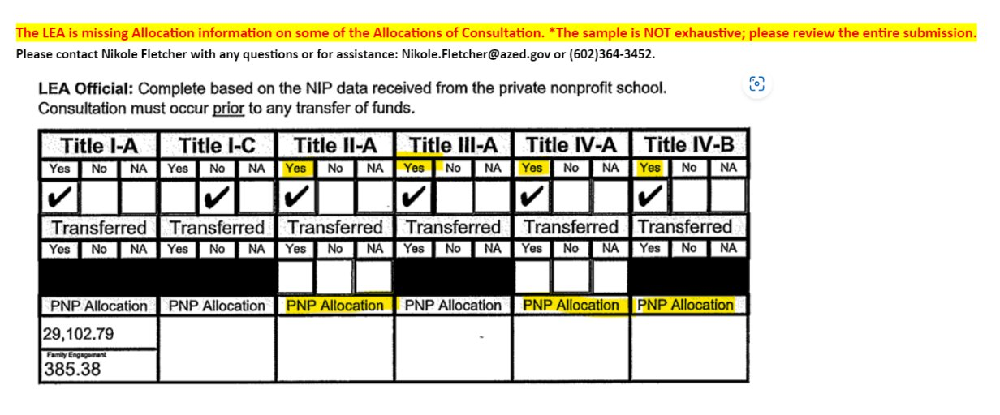 The LEA is missing Allocation information on some of the Allocations of Consultation. *The sample is NOT exhaustive; please review the entire submission.
Please contact Nikole Fletcher with any questions or for assistance: Nikole.Fletcher@azed.gov or (602)364-3452.
LEA Official: Complete based on the NIP data received from the private nonprofit school.
Consultation must occur prior to any transfer of funds.
Title I-A Title I-C Title II-A Title III-A Title IV-A Title IV-B
Yes No NA Yes No NA Yes No NA Yes No NA Yes No NA Yes No NA
✔ ✔ ✔ ✔ ✔ ✔
Transferred Transferred Transferred Transferred Transferred Transferred
Yes No NA Yes No NA Yes No NA Yes No NA Yes No NA Yes No NA
PNP Allocation PNP Allocation PNP Allocation PNP Allocation PNP Allocation PNP Allocation
29,102.79
Family Engagement
385.38